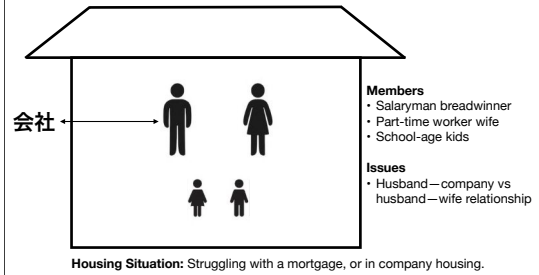 会社
Members
• Salaryman breadwinner
• Part-time worker wife
• School-age kids
Issues
• Husband—company vs
husband—wife relationship
Housing Situation: Struggling with a mortgage, or in company housing.